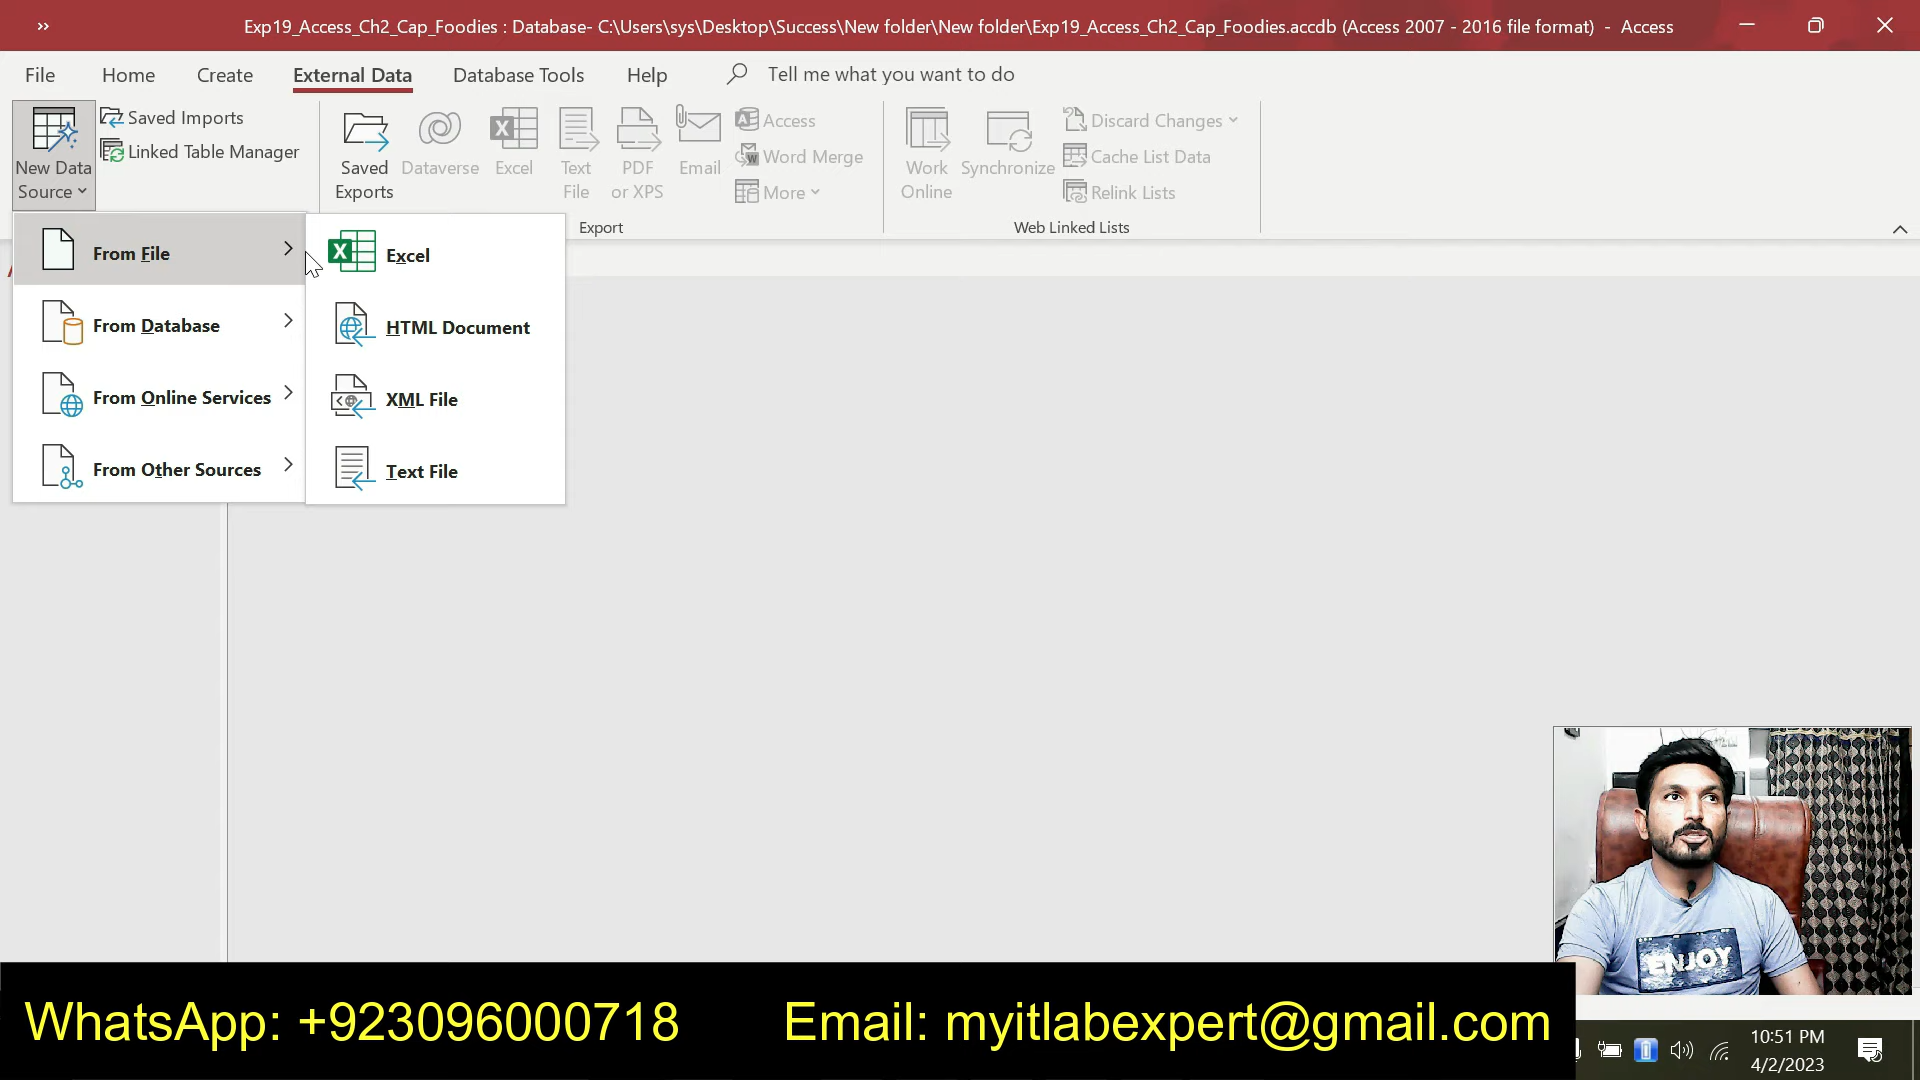 Exp19_Access_Ch2_Cap_Foodies : Database- C:\Users\sys\Desktop\Success\New folder\New folder\Exp19_Access_Ch2_Cap_Foodies.accdb (Access 2007 - 2016 file format) - Access
File Home Create External Data Database Tools Help Tell me what you want to do
New Data
Source
Saved Imports
Linked Table Manager
Saved
Exports
Dataverse
Excel
Text
File
PDF
or XPS
Email
Access
Word Merge
More
Work
Online
Synchronize
Discard Changes
Cache List Data
Relink Lists
Export
Web Linked Lists
From File
From Database
From Online Services
From Other Sources
Excel
HTML Document
XML File
Text File
ENJOY
WhatsApp: +923096000718 Email: myitlabexpert@gmail.com
10:51 PM
4/2/2023